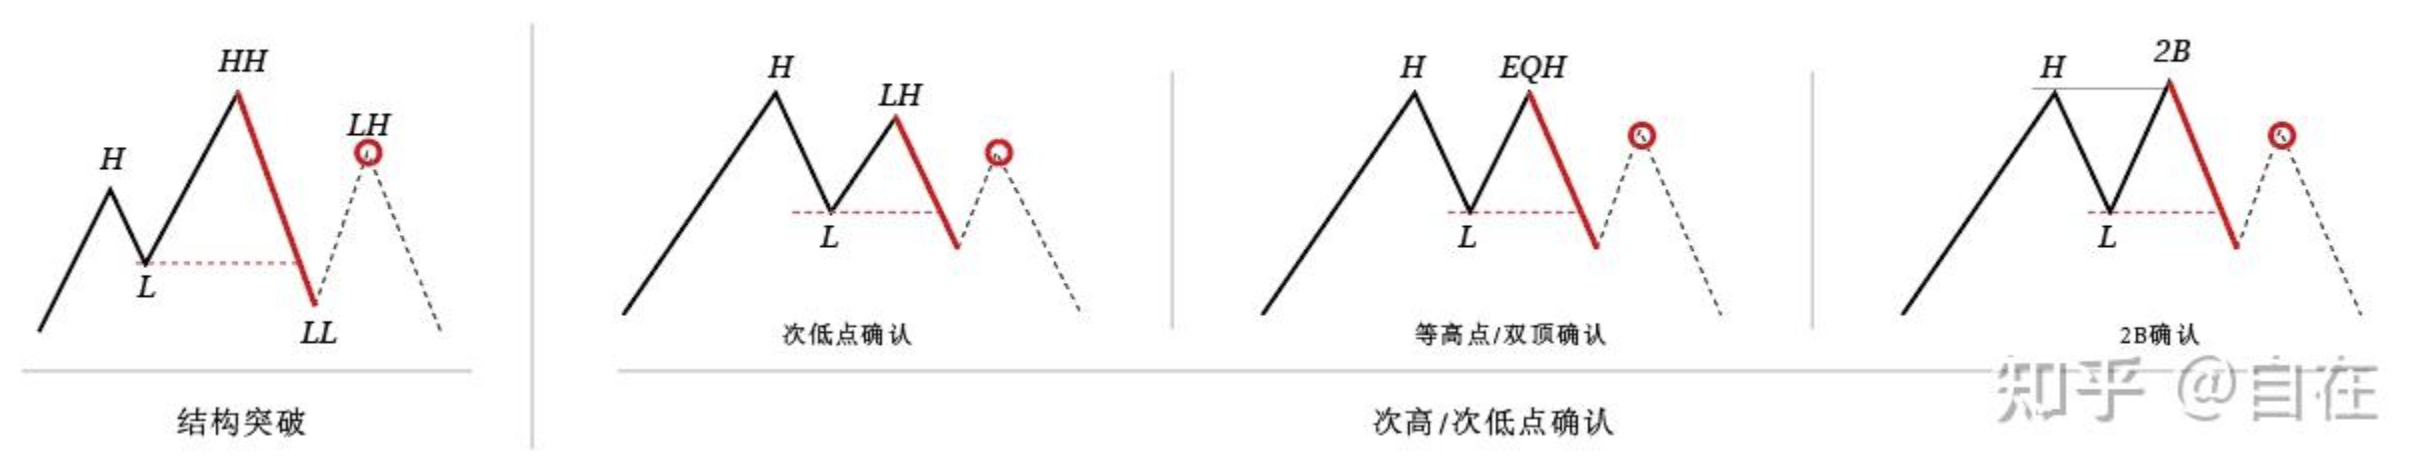 H
L
HH
LL
LH
结构突破
H
L
LH
次低点确认
H
L
EQH
等高点/双顶确认
H
L
2B
2B确认
次高/次低点确认
知乎 @自在